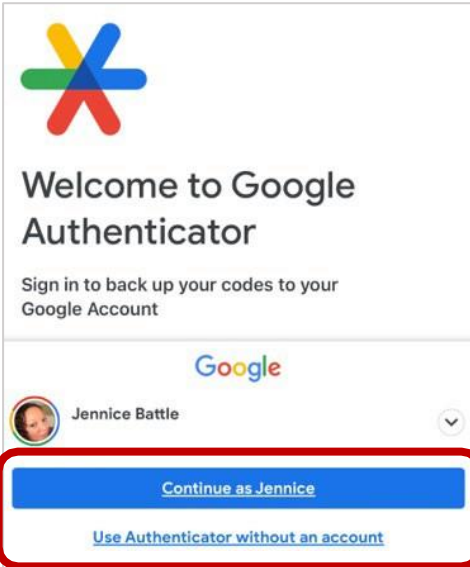 Welcome to Google
Authenticator
Sign in to back up your codes to your
Google Account
Google
Jennice Battle
Continue as Jennice
Use Authenticator without an account